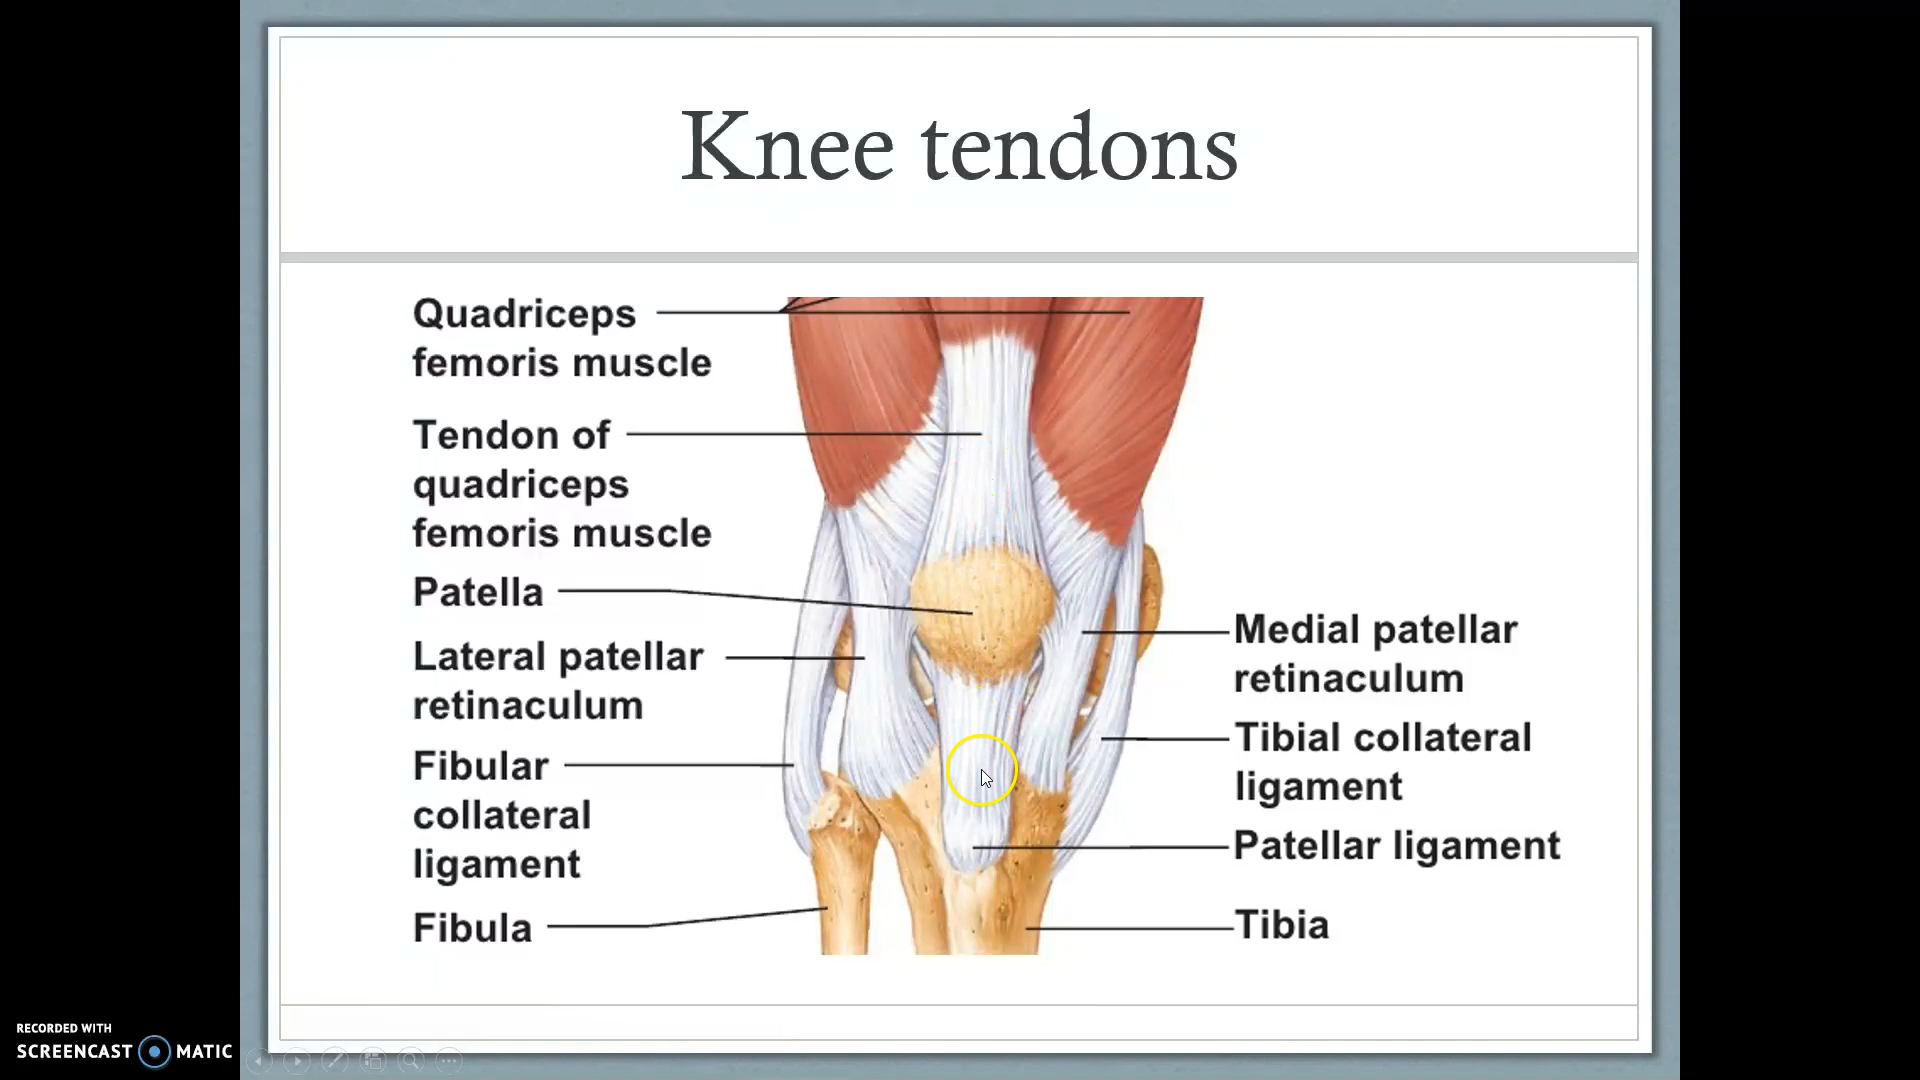 Knee tendons
Quadriceps
femoris muscle
Tendon of
quadriceps
femoris muscle
Patella
Lateral patellar
retinaculum
Fibular
collateral
ligament
Fibula
Medial patellar
retinaculum
Tibial collateral
ligament
Patellar ligament
Tibia
RECORDED WITH
SCREENCAST MATIC